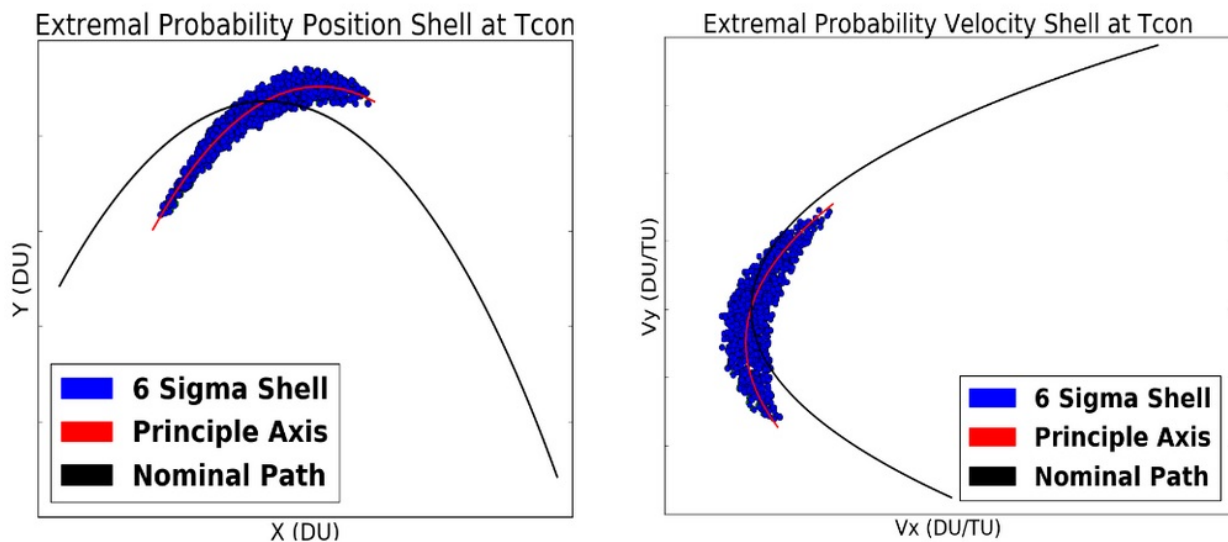 Extremal Probability Position Shell at Tcon
Y (DU)
6 Sigma Shell
Principle Axis
Nominal Path
X (DU)
Extremal Probability Velocity Shell at Tcon
Vy (DU/TU)
6 Sigma Shell
Principle Axis
Nominal Path
Vx (DU/TU)